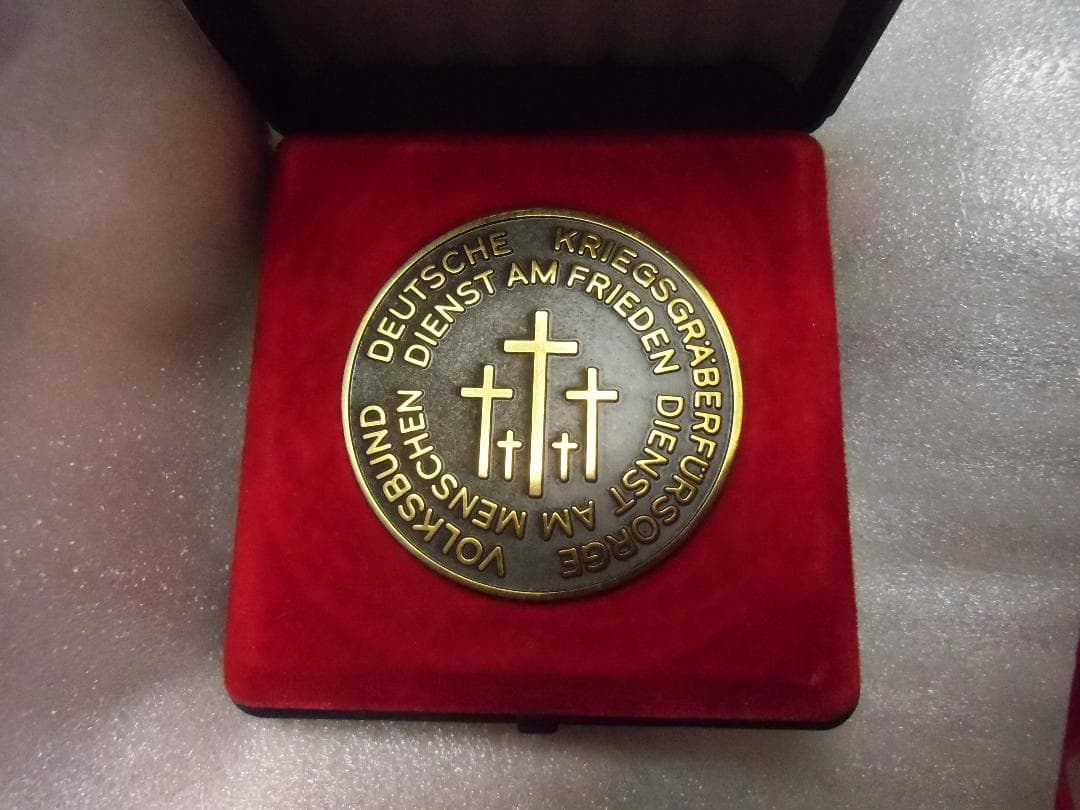 VOLKSBUND DEUTSCHE KRIEGSGRÄBERFÜRSORGE
DIENST AM FRIEDEN DIENST AM MENSCHEN